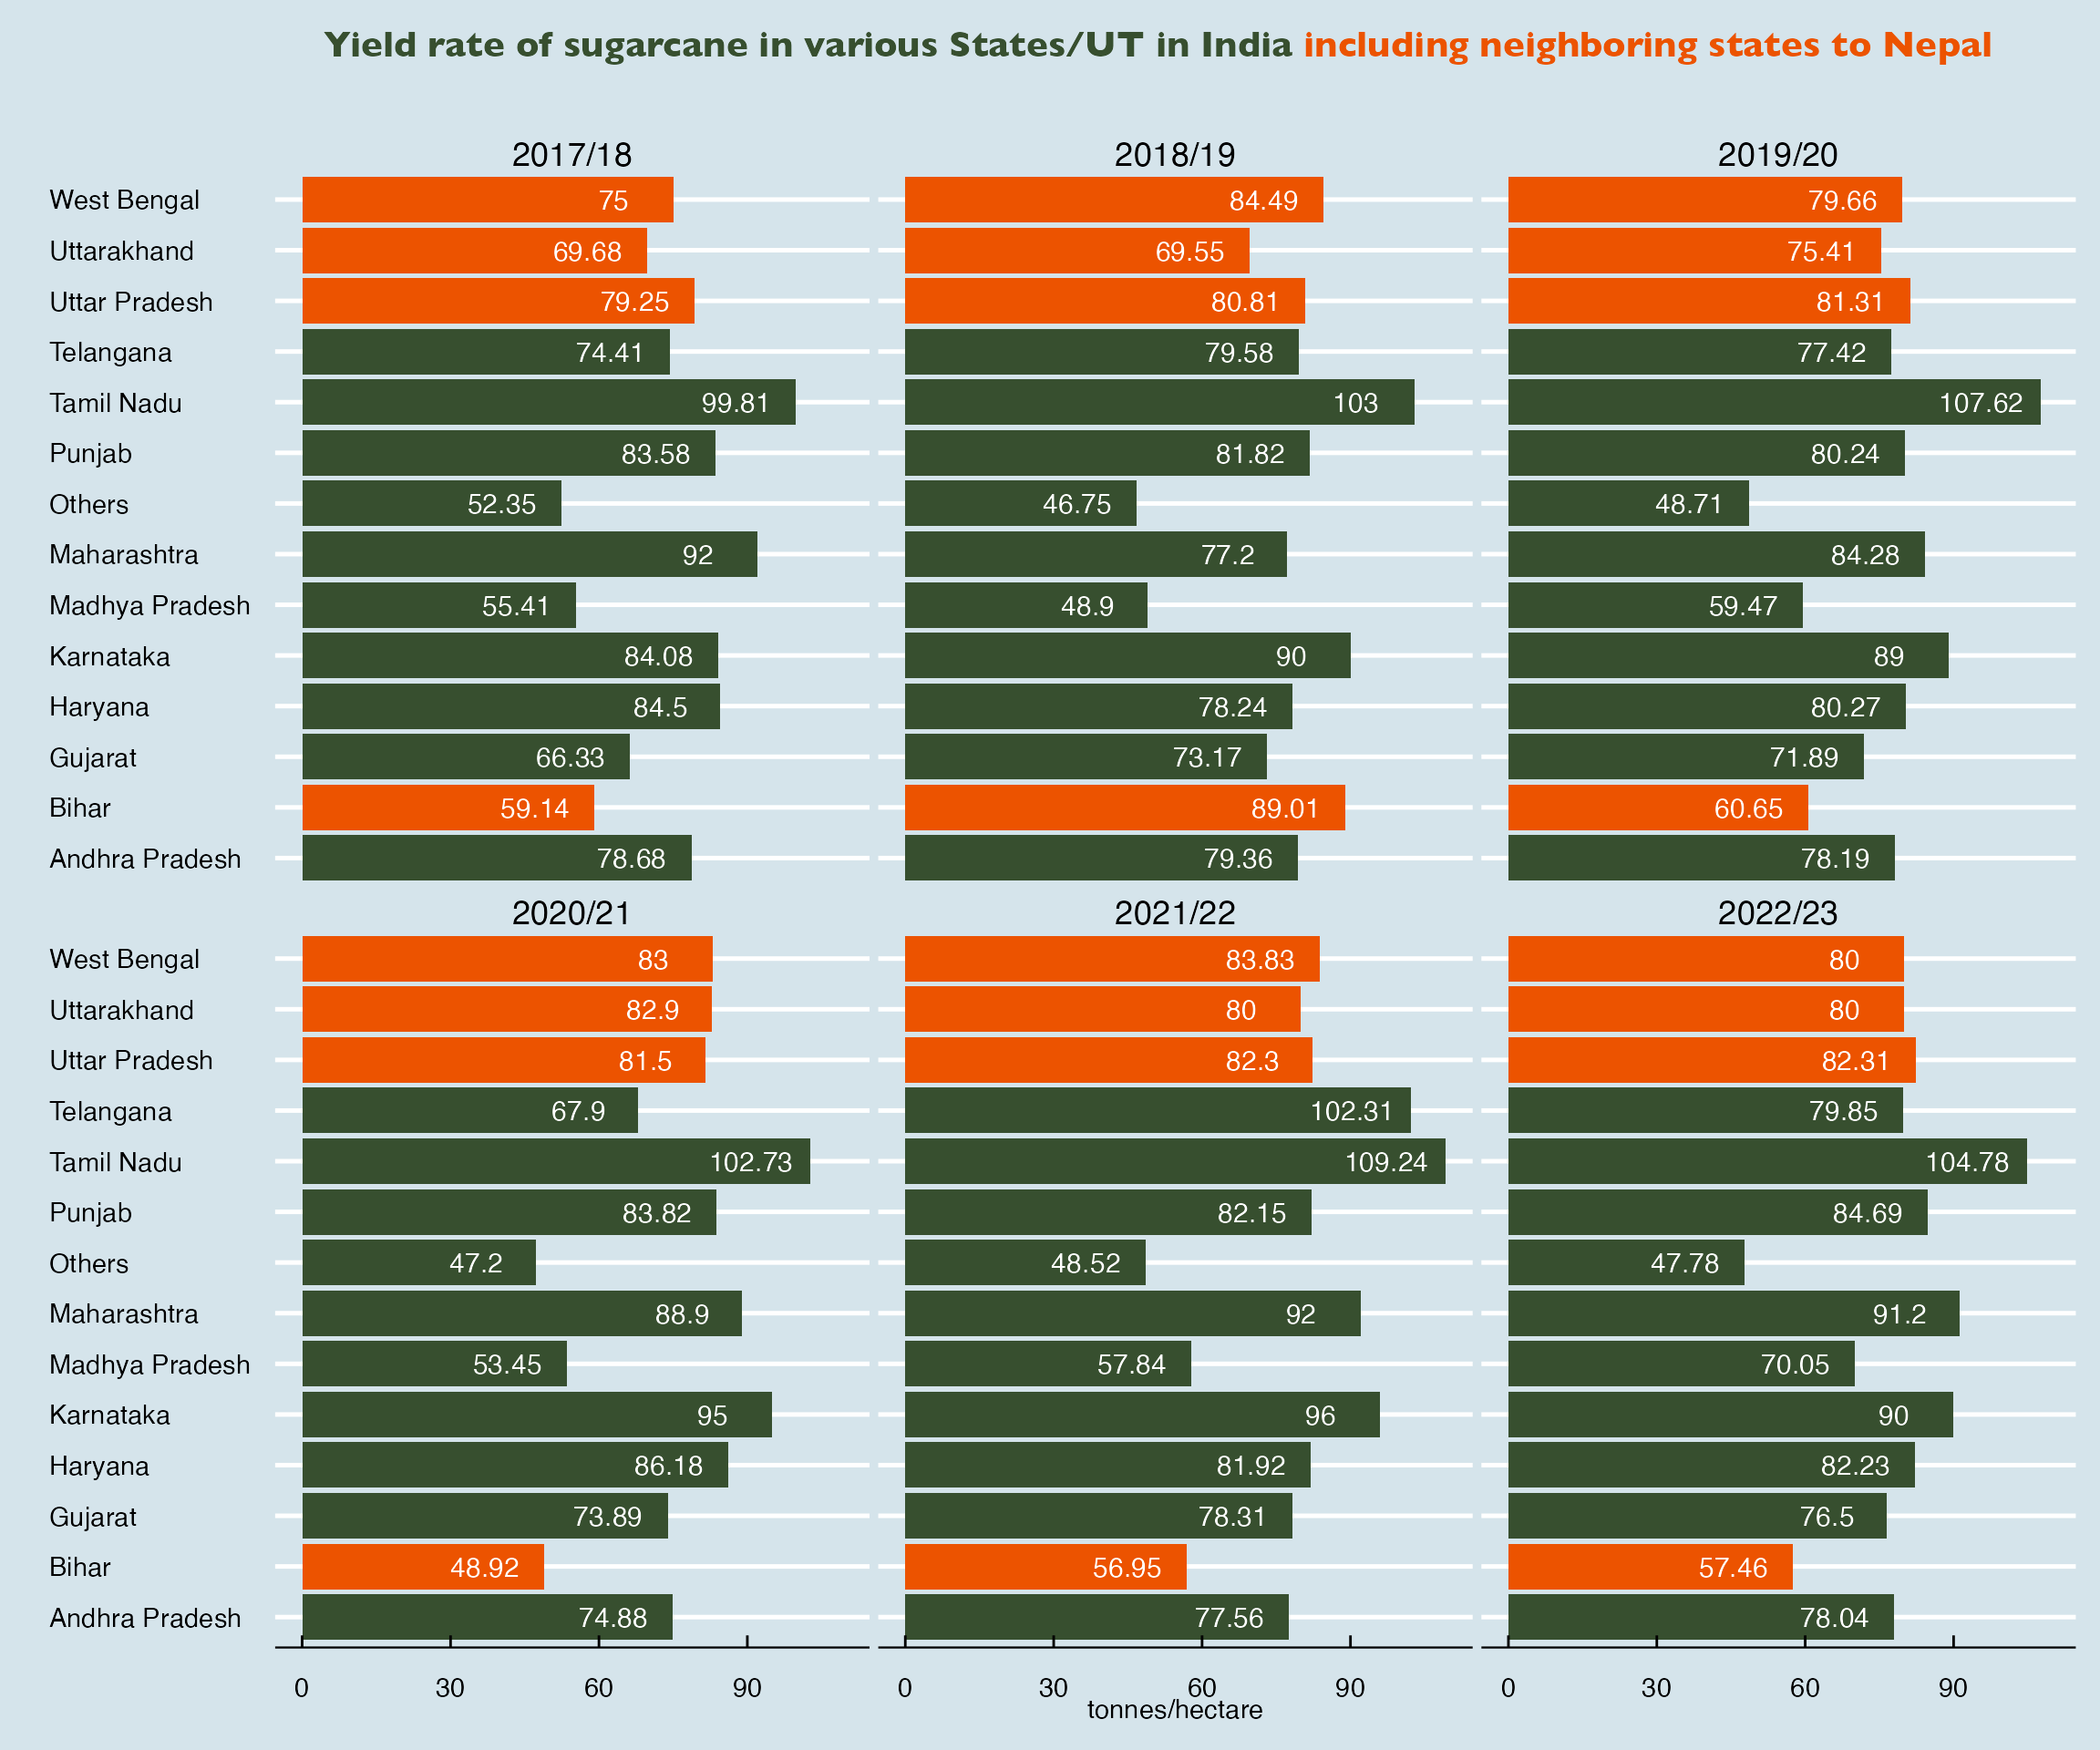 Yield rate of sugarcane in various States/UT in India including neighboring states to Nepal
2017/18 2018/19 2019/20
West Bengal 75 84.49 79.66
Uttarakhand 69.68 69.55 75.41
Uttar Pradesh 79.25 80.81 81.31
Telangana 74.41 79.58 77.42
Tamil Nadu 99.81 103 107.62
Punjab 83.58 81.82 80.24
Others 52.35 46.75 48.71
Maharashtra 92 77.2 84.28
Madhya Pradesh 55.41 48.9 59.47
Karnataka 84.08 90 89
Haryana 84.5 78.24 80.27
Gujarat 66.33 73.17 71.89
Bihar 59.14 89.01 60.65
Andhra Pradesh 78.68 79.36 78.19
2020/21 2021/22 2022/23
West Bengal 83 83.83 80
Uttarakhand 82.9 80 80
Uttar Pradesh 81.5 82.3 82.31
Telangana 67.9 102.31 79.85
Tamil Nadu 102.73 109.24 104.78
Punjab 83.82 82.15 84.69
Others 47.2 48.52 47.78
Maharashtra 88.9 92 91.2
Madhya Pradesh 53.45 57.84 70.05
Karnataka 95 96 90
Haryana 86.18 81.92 82.23
Gujarat 73.89 78.31 76.5
Bihar 48.92 56.95 57.46
Andhra Pradesh 74.88 77.56 78.04
0 30 60 90 0 30 60 90 0 30 60 90
tonnes/hectare